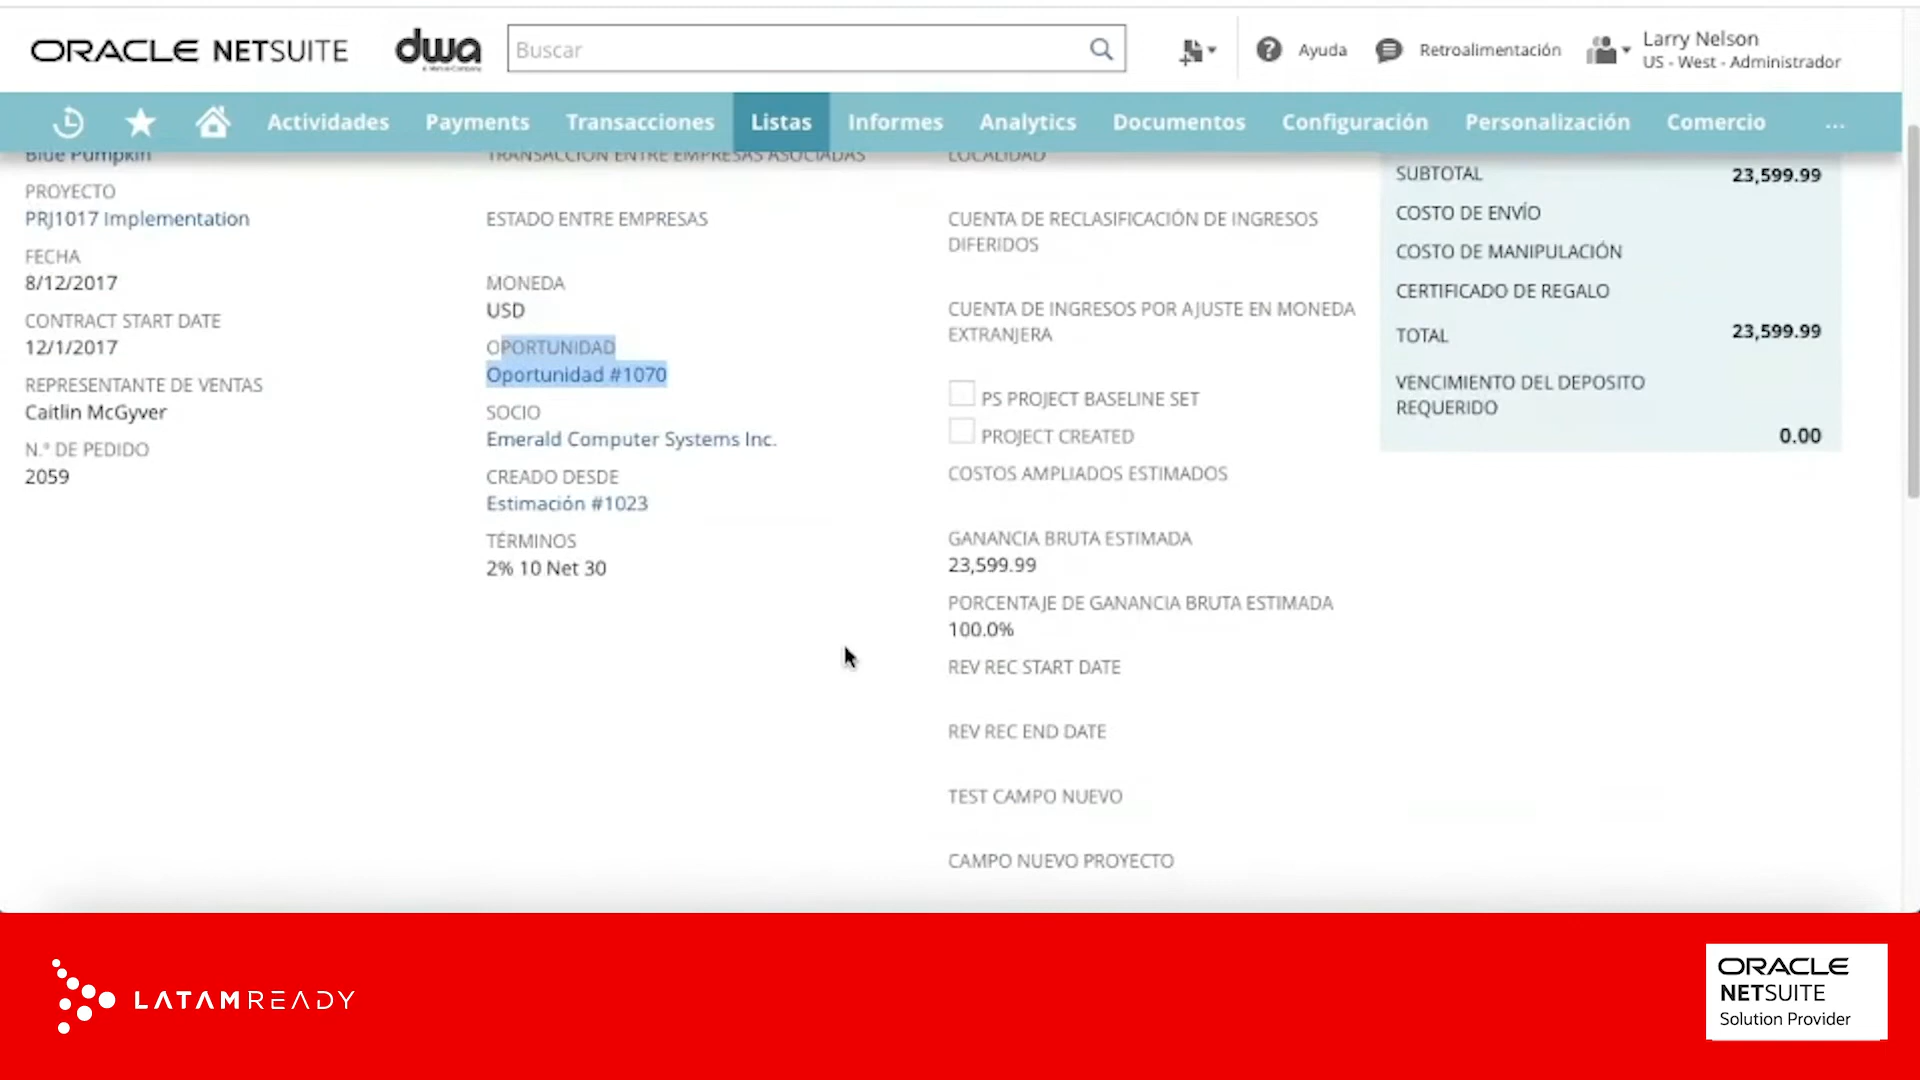 ORACLE NETSUITE
dwa
Buscar
Ayuda
Retroalimentación
Larry Nelson
US - West - Administrador
Actividades
Payments
Transacciones
Listas
Informes
Analytics
Documentos
Configuración
Personalización
Comercio
...
Blue Pumpkin
PROYECTO
PRJ1017 Implementation
FECHA
8/12/2017
CONTRACT START DATE
12/1/2017
REPRESENTANTE DE VENTAS
Caitlin McGyver
N.º DE PEDIDO
2059
TRANSACCIÓN ENTRE EMPRESAS ASOCIADAS
ESTADO ENTRE EMPRESAS
MONEDA
USD
OPORTUNIDAD
Oportunidad #1070
SOCIO
Emerald Computer Systems Inc.
CREADO DESDE
Estimación #1023
TÉRMINOS
2% 10 Net 30
LOCALIDAD
CUENTA DE RECLASIFICACIÓN DE INGRESOS
DIFERIDOS
CUENTA DE INGRESOS POR AJUSTE EN MONEDA
EXTRANJERA
PS PROJECT BASELINE SET
PROJECT CREATED
COSTOS AMPLIADOS ESTIMADOS
GANANCIA BRUTA ESTIMADA
23,599.99
PORCENTAJE DE GANANCIA BRUTA ESTIMADA
100.0%
REV REC START DATE
REV REC END DATE
TEST CAMPO NUEVO
CAMPO NUEVO PROYECTO
SUBTOTAL 23,599.99
COSTO DE ENVÍO
COSTO DE MANIPULACIÓN
CERTIFICADO DE REGALO
TOTAL 23,599.99
VENCIMIENTO DEL DEPOSITO
REQUERIDO
0.00
LATAMREADY
ORACLE
NETSUITE
Solution Provider